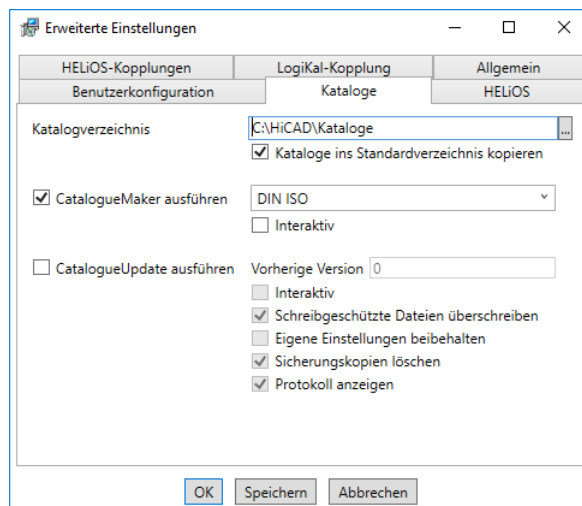 Erweiterte Einstellungen
HELiOS-Kopplungen LogiKal-Kopplung Allgemein
Benutzerkonfiguration Kataloge HELiOS
Katalogverzeichnis C:\HiCAD\Kataloge ...
Kataloge ins Standardverzeichnis kopieren
CatalogueMaker ausführen DIN ISO
Interaktiv
CatalogueUpdate ausführen Vorherige Version 0
Interaktiv
Schreibgeschützte Dateien überschreiben
Eigene Einstellungen beibehalten
Sicherungskopien löschen
Protokoll anzeigen
OK Speichern Abbrechen